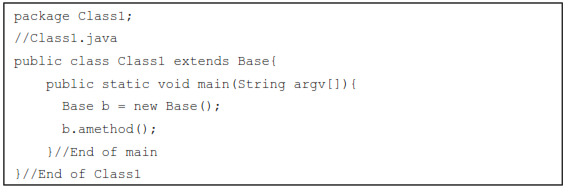 package Class1;
//Class1.java
public class Class1 extends Base{
    public static void main(String argv[]){
      Base b = new Base();
      b.amethod();
    }//End of main
}//End of Class1